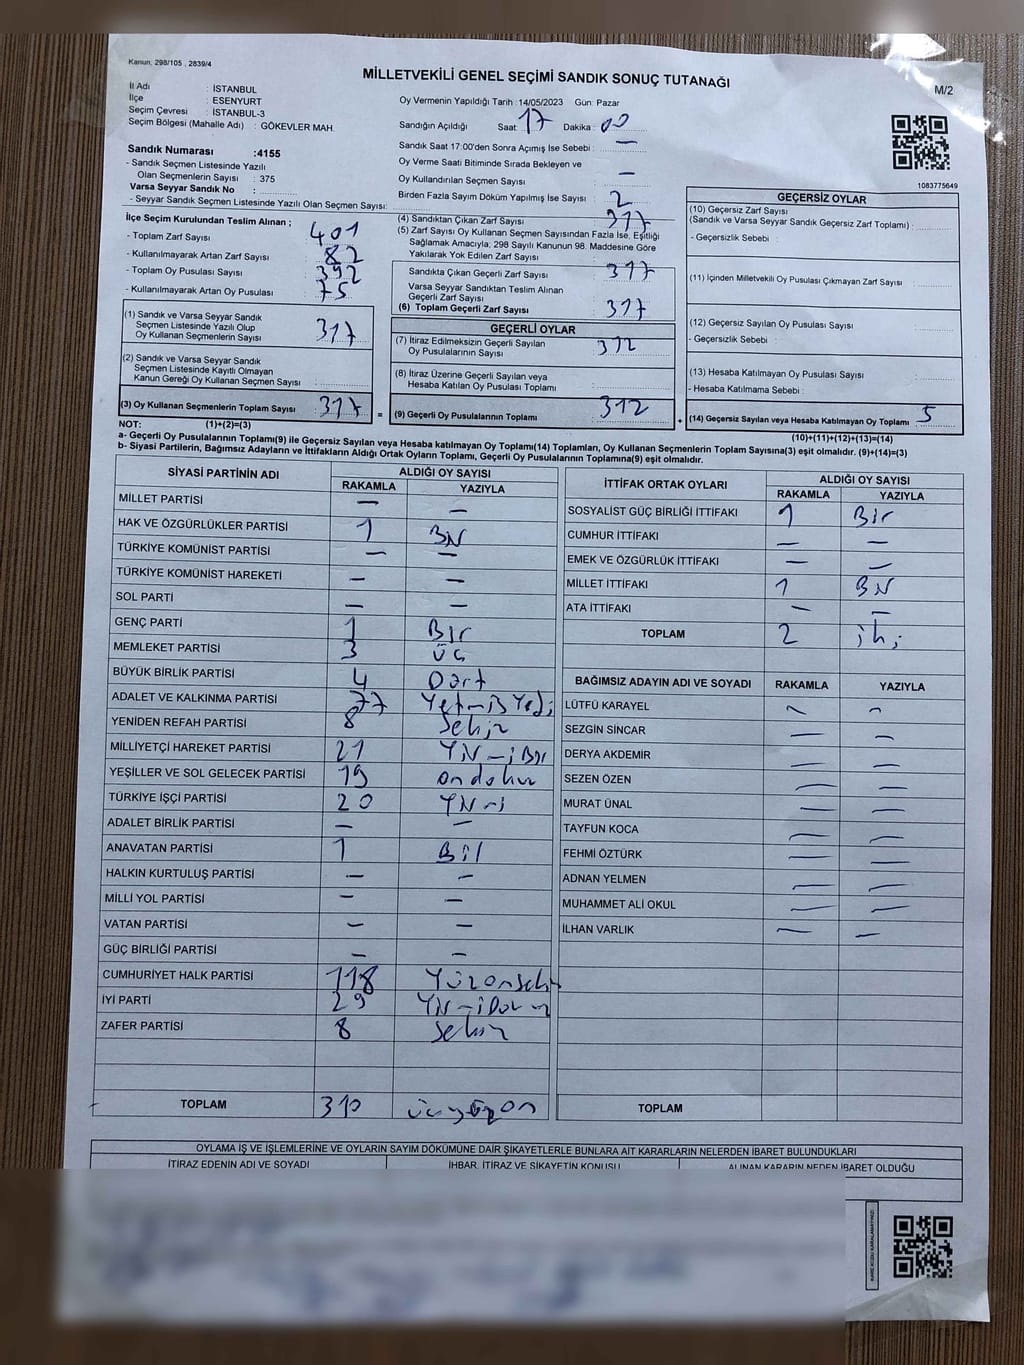 Kanun; 298/105 , 2839/4
MİLLETVEKİLİ GENEL SEÇİMİ SANDIK SONUÇ TUTANAĞI
M/2
İl Adı : İSTANBUL
İlçe : ESENYURT
Seçim Çevresi : İSTANBUL-3
Seçim Bölgesi (Mahalle Adı) : GÖKEVLER MAH.
Sandık Numarası :4155
- Sandık Seçmen Listesinde Yazılı
Olan Seçmen Sayısı : 375
Varsa Seyyar Sandık No :
- Seyyar Sandık Listesinde Yazılı Olan Seçmen Sayısı:
Oy Vermenin Yapıldığı Tarih :14/05/2023 Gün: Pazar
Sandığın Açıldığı Saat: 17 Dakika: 00
Sandık Saat 17:00'den Sonra Açımış İse Sebebi : —
Oy Verme Saati Bitiminde Sırada Bekleyen ve
Oy Kullandırılan Seçmen Sayısı : —
Birden Fazla Sayım Döküm Yapılmış İse Sayısı : 2
1083775649
İlçe Seçim Kurulundan Teslim Alınan ;
- Toplam Zarf Sayısı : 401
- Kullanılmayarak Artan Zarf Sayısı : 82
- Toplam Oy Pusulası Sayısı : 392
- Kullanılmayarak Artan Oy Pusulası : 75
(1) Sandık ve Varsa Seyyar Sandık
Seçmen Listesinde Yazılı Olup
Oy Kullanan Seçmenlerin Sayısı : 317
(2) Sandık ve Varsa Seyyar Sandık
Seçmen Listesinde Kayıtlı Olmayan
Kanun Gereği Oy Kullanan Seçmen Sayısı :
(3) Oy Kullanan Seçmenlerin Toplam Sayısı : 317 =
(4) Sandıktan Çıkan Zarf Sayısı : 317
(5) Zarf Sayısı Oy Kullanan Seçmen Sayısından Fazla İse, Eşitliği
Sağlamak Amacıyla; 298 Sayılı Kanunun 98. Maddesine Göre
Yakılarak Yok Edilen Zarf Sayısı :
Sandıkta Çıkan Geçerli Zarf Sayısı : 317
Varsa Seyyar Sandıktan Teslim Alınan
Geçerli Zarf Sayısı :
(6) Toplam Geçerli Zarf Sayısı : 317
GEÇERLİ OYLAR
(7) İtiraz Edilmeksizin Geçerli Sayılan
Oy Pusulalarının Sayısı : 312
(8) İtiraz Üzerine Geçerli Sayılan veya
Hesaba Katılan Oy Pusulası Toplamı :
(9) Geçerli Oy Pusulalarının Toplamı : 312 +
GEÇERSİZ OYLAR
(10) Geçersiz Zarf Sayısı
(Sandık ve Varsa Seyyar Sandık Geçersiz Zarf Toplamı) :
- Geçersizlik Sebebi :
(11) İçinden Milletvekili Oy Pusulası Çıkmayan Zarf Sayısı :
(12) Geçersiz Sayılan Oy Pusulası Sayısı :
- Geçersizlik Sebebi :
(13) Hesaba Katılmayan Oy Pusulası Sayısı :
- Hesaba Katılmama Sebebi :
(14) Geçersiz Sayılan veya Hesaba Katılmayan Oy Toplamı : 5
NOT: (1)+(2)=(3)
(10)+(11)+(12)+(13)=(14)
a- Geçerli Oy Pusulalarının Toplamı(9) ile Geçersiz Sayılan veya Hesaba katılmayan Oy Toplamı(14) Toplamları, Oy Kullanan Seçmenlerin Toplam Sayısına(3) eşit olmalıdır. (9)+(14)=(3)
b- Siyasi Partilerin, Bağımsız Adayların ve İttifakların Aldığı Ortak Oyların Toplamı, Geçerli Oy Pusulalarının Toplamına(9) eşit olmalıdır.
SİYASİ PARTİNİN ADI ALDIĞI OY SAYISI
RAKAMLA YAZIYLA
MİLLET PARTİSİ — —
HAK VE ÖZGÜRLÜKLER PARTİSİ 1 Bir
TÜRKİYE KOMÜNİST PARTİSİ — —
TÜRKİYE KOMÜNİST HAREKETİ — —
SOL PARTİ — —
GENÇ PARTİ 1 Bir
MEMLEKET PARTİSİ 3 Üç
BÜYÜK BİRLİK PARTİSİ 4 Dört
ADALET VE KALKINMA PARTİSİ 77 Yetmiş Yedi
YENİDEN REFAH PARTİSİ 8 Sekiz
MİLLİYETÇİ HAREKET PARTİSİ 21 Yirmi Bir
YEŞİLLER VE SOL GELECEK PARTİSİ 19 on dokuz
TÜRKİYE İŞÇİ PARTİSİ 20 Yirmi
ADALET BİRLİK PARTİSİ — —
ANAVATAN PARTİSİ 1 Bir
HALKIN KURTULUŞ PARTİSİ — —
MİLLİ YOL PARTİSİ — —
VATAN PARTİSİ — —
GÜÇ BİRLİĞİ PARTİSİ — —
CUMHURİYET HALK PARTİSİ 118 Yüzonsekiz
İYİ PARTİ 29 Yirmi Dokuz
ZAFER PARTİSİ 8 Sekiz
TOPLAM 310 üçyüzon
İTTİFAK ORTAK OYLARI ALDIĞI OY SAYISI
RAKAMLA YAZIYLA
SOSYALİST GÜÇ BİRLİĞİ İTTİFAKI 1 Bir
CUMHUR İTTİFAKI — —
EMEK VE ÖZGÜRLÜK İTTİFAKI — —
MİLLET İTTİFAKI 1 Bir
ATA İTTİFAKI — —
TOPLAM 2 iki
BAĞIMSIZ ADAYIN ADI VE SOYADI RAKAMLA YAZIYLA
LÜTFÜ KARAYEL — —
SEZGİN SİNCAR — —
DERYA AKDEMİR — —
SEZEN ÖZEN — —
MURAT ÜNAL — —
TAYFUN KOCA — —
FEHMİ ÖZTÜRK — —
ADNAN YELMEN — —
MUHAMMET ALİ OKUL — —
İLHAN VARLIK — —
TOPLAM
OYLAMA İŞ VE İŞLEMLERİNE VE OYLARIN SAYIM DÖKÜMÜNE DAİR ŞİKAYETLERLE BUNLARA AİT KARARLARIN NELERDEN İBARET BULUNDUKLARI
İTİRAZ EDENİN ADI VE SOYADI İHBAR, İTİRAZ VE ŞİKAYETİN KONUSU ALINAN KARARIN NEDEN İBARET OLDUĞU
KARE KODU KARALAMAYINIZ!